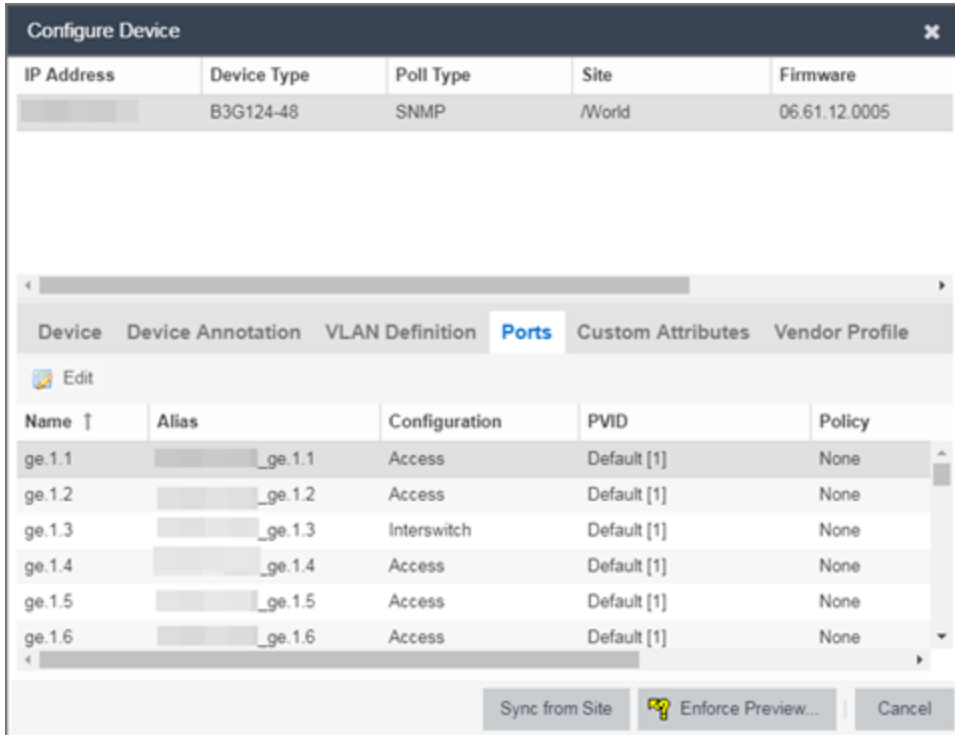 Configure Device
IP Address Device Type Poll Type Site Firmware
B3G124-48 SNMP /World 06.61.12.0005
Device Device Annotation VLAN Definition Ports Custom Attributes Vendor Profile
Edit
Name ↑ Alias Configuration PVID Policy
ge.1.1 _ge.1.1 Access Default [1] None
ge.1.2 _ge.1.2 Access Default [1] None
ge.1.3 _ge.1.3 Interswitch Default [1] None
ge.1.4 _ge.1.4 Access Default [1] None
ge.1.5 _ge.1.5 Access Default [1] None
ge.1.6 _ge.1.6 Access Default [1] None
Sync from Site Enforce Preview... Cancel